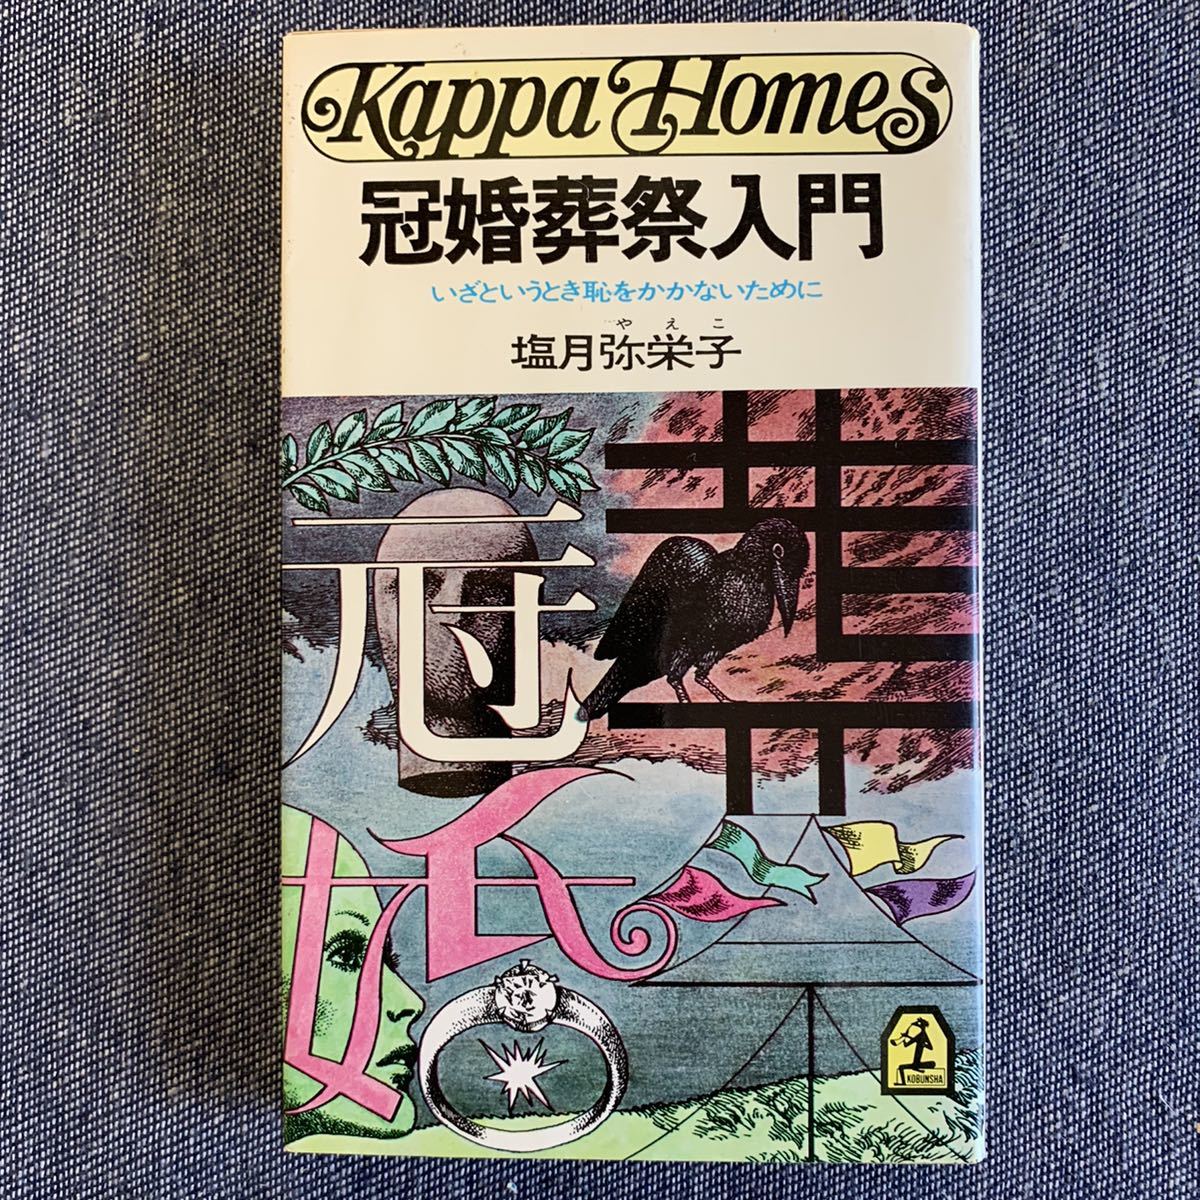 Kappa Homes
冠婚葬祭入門
いざというとき恥をかかないために
やえこ
塩月弥栄子
冠
葬
婚
祭
KOBUNSHA